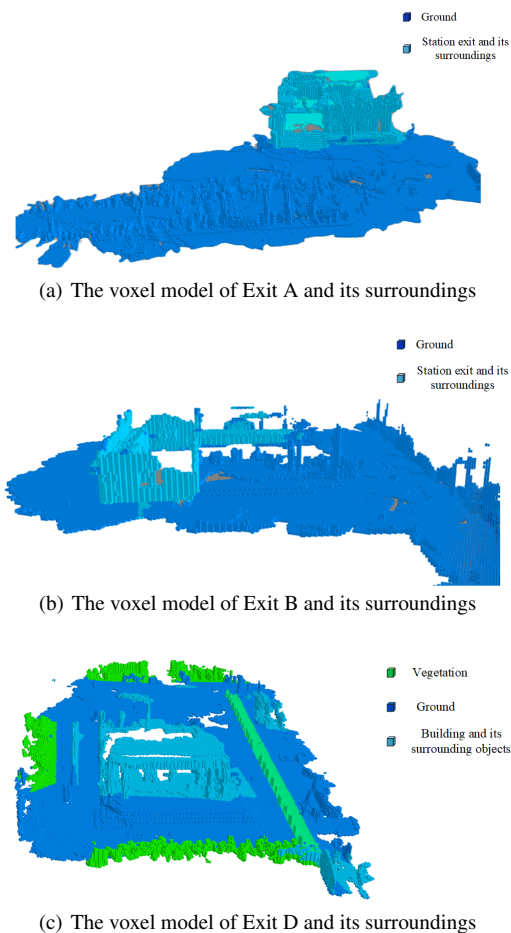 Ground
Station exit and its
surroundings
(a) The voxel model of Exit A and its surroundings
Ground
Station exit and its
surroundings
(b) The voxel model of Exit B and its surroundings
Vegetation
Ground
Building and its
surrounding objects
(c) The voxel model of Exit D and its surroundings